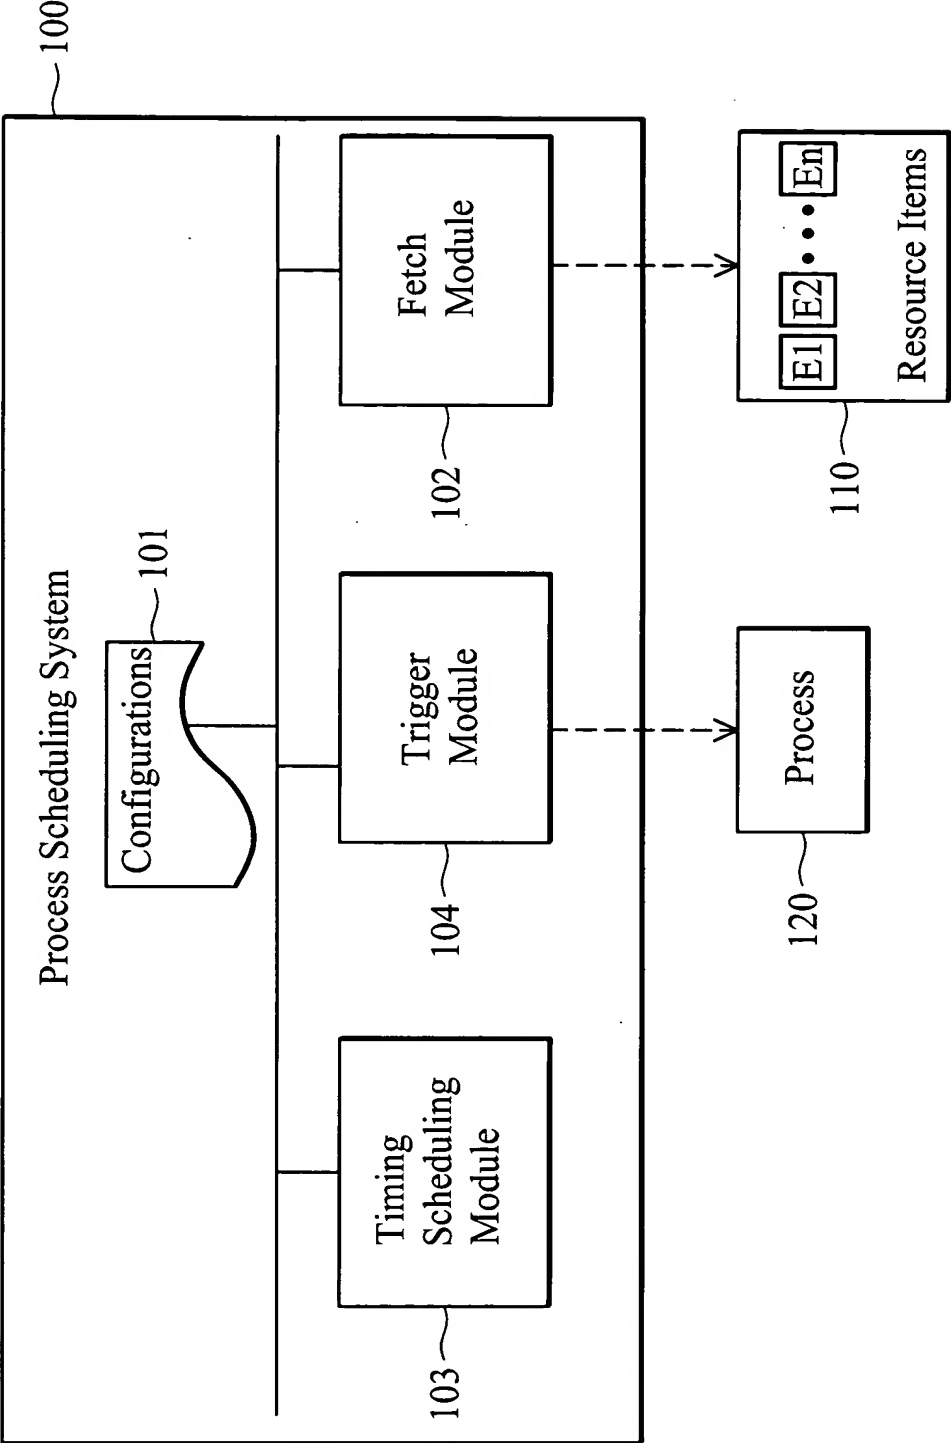 100
Process Scheduling System
Configurations
101
Timing
Scheduling
Module
103
Trigger
Module
104
Fetch
Module
102
Process
120
E1 E2 En
Resource Items
110